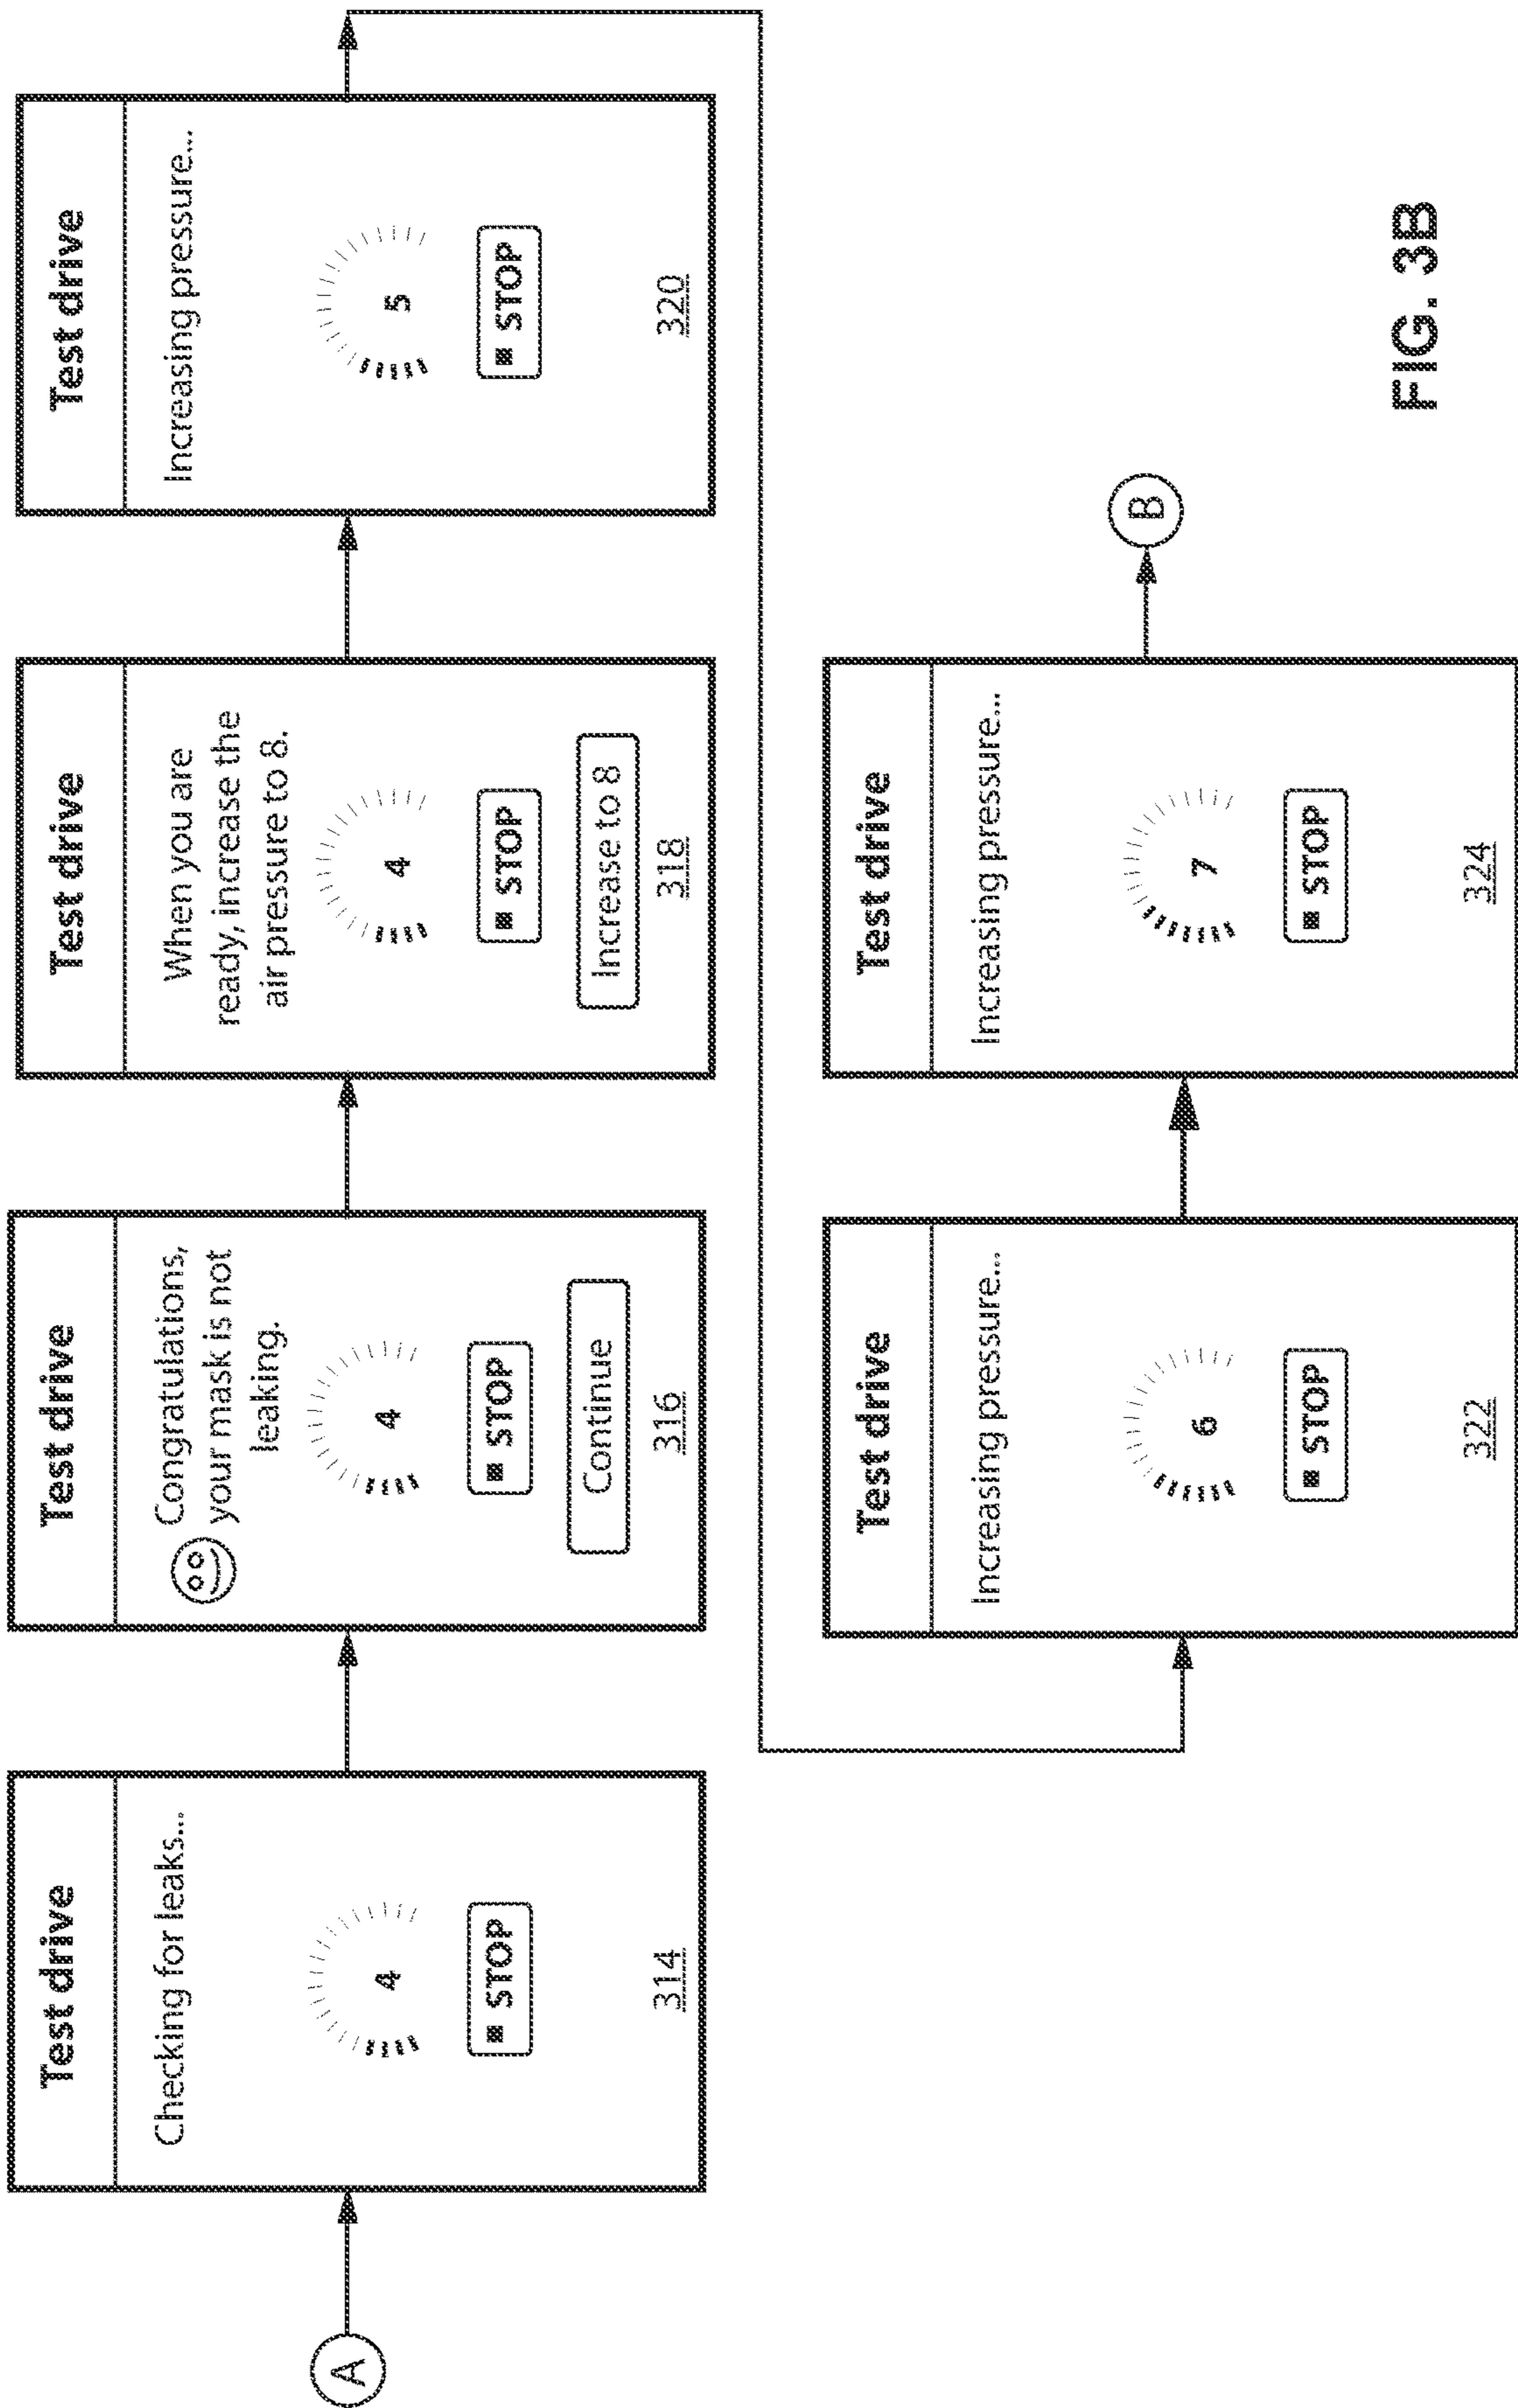 A
Test drive
Checking for leaks...
4
■ STOP
314
Test drive
Congratulations,
your mask is not
leaking.
4
■ STOP
Continue
316
Test drive
When you are
ready, increase the
air pressure to 8.
4
■ STOP
Increase to 8
318
Test drive
Increasing pressure...
5
■ STOP
320
Test drive
Increasing pressure...
6
■ STOP
322
Test drive
Increasing pressure...
7
■ STOP
324
B
FIG. 3B